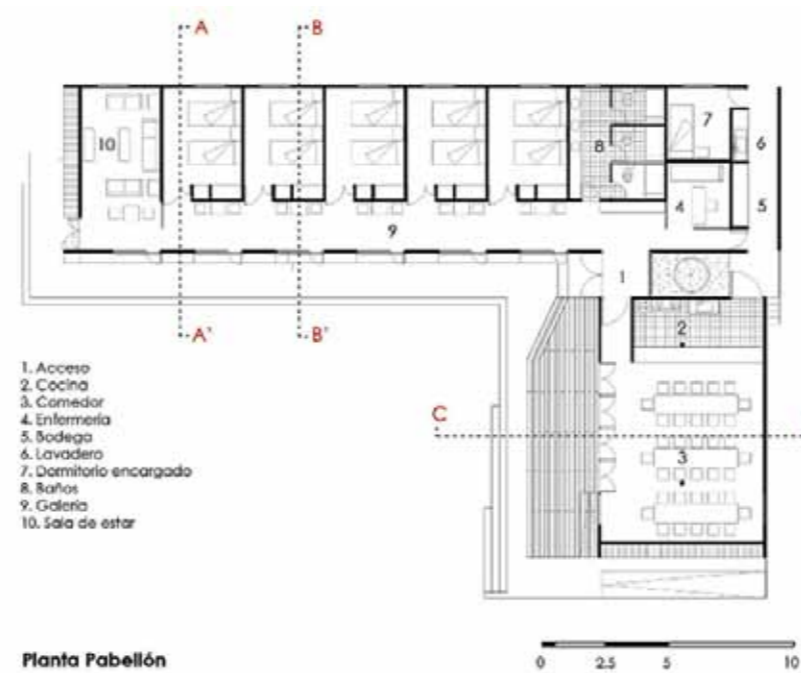 A
B
10
8
7
6
4
5
9
1
A'
B'
2
C
3
1. Acceso
2. Cocina
3. Comedor
4. Enfermería
5. Bodega
6. Lavadero
7. Dormitorio encargado
8. Baños
9. Galería
10. Sala de estar
Planta Pabellón
0 2.5 5 10